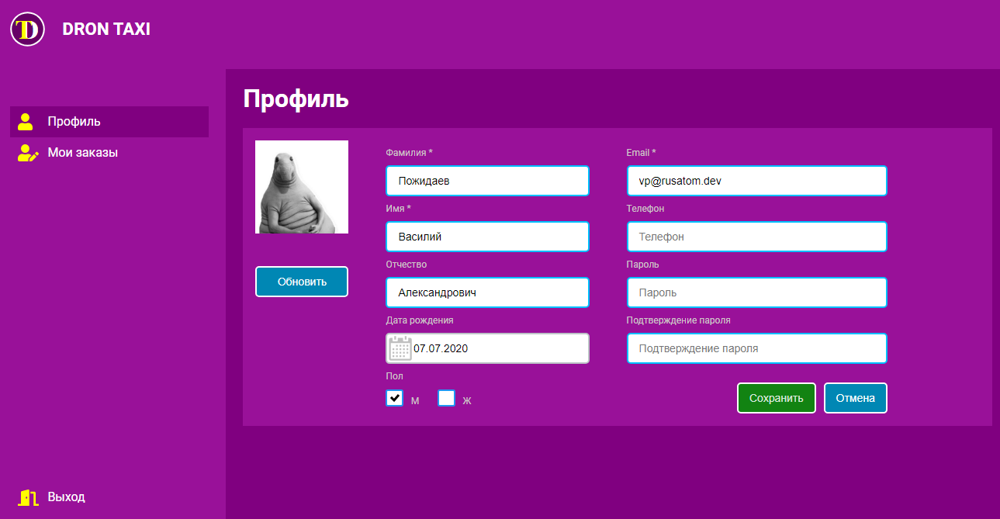 TD
DRON TAXI
Профиль
Мои заказы
Выход
Профиль
Обновить
Фамилия *
Пожидаев
Имя *
Василий
Отчество
Александрович
Дата рождения
07.07.2020
Пол
М
Ж
Email *
vp@rusatom.dev
Телефон
Телефон
Пароль
Пароль
Подтверждение пароля
Подтверждение пароля
Сохранить
Отмена